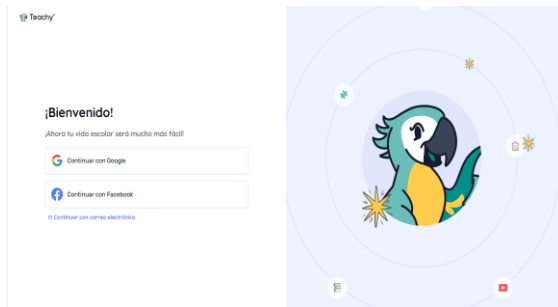 Teachy
¡Bienvenido!
¡Ahora tu vida escolar será mucho más fácil!
Continuar con Google
Continuar con Facebook
Continuar con correo electrónico